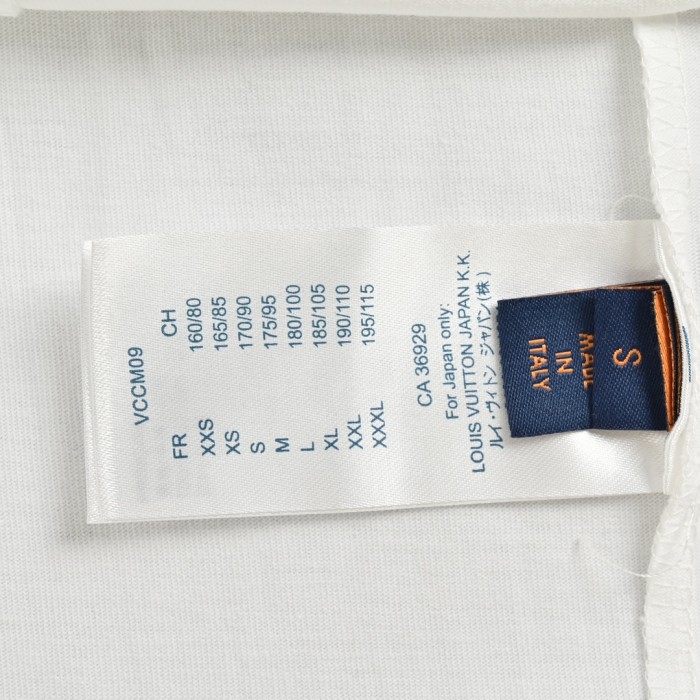 VCCM09
FR CH
XXS 160/80
XS 165/85
S 170/90
M 175/95
L 180/100
XL 185/105
XXL 190/110
XXXL 195/115
CA 36929
For Japan only:
LOUIS VUITTON JAPAN K.K.
ルイ・ヴィトン ジャパン(株)
MADE
IN
ITALY
S